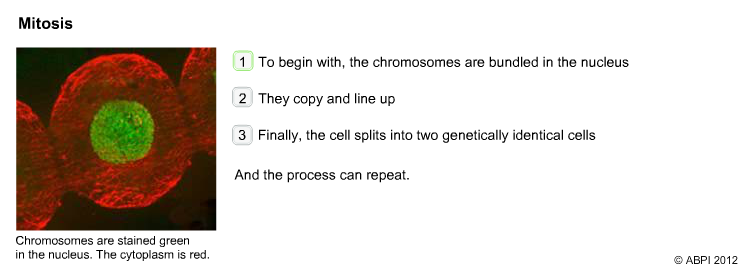 Mitosis
1 To begin with, the chromosomes are bundled in the nucleus
2 They copy and line up
3 Finally, the cell splits into two genetically identical cells
And the process can repeat.
Chromosomes are stained green
in the nucleus. The cytoplasm is red.
© ABPI 2012